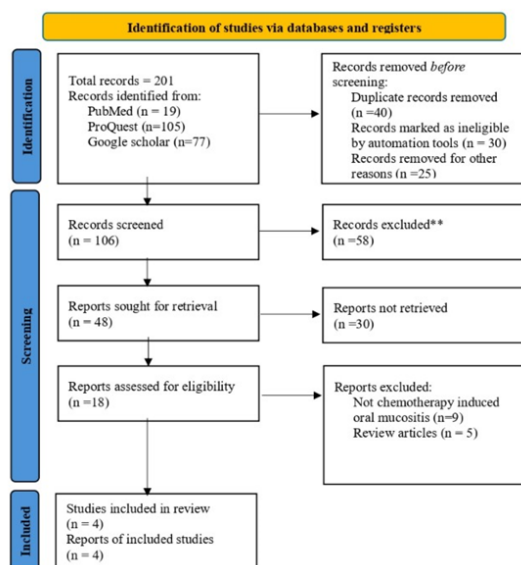 Identification of studies via databases and registers
Identification
Total records = 201
Records identified from:
PubMed (n = 19)
ProQuest (n=105)
Google scholar (n=77)
Records removed before
screening:
Duplicate records removed
(n =40)
Records marked as ineligible
by automation tools (n = 30)
Records removed for other
reasons (n =25)
Screening
Records screened
(n = 106)
Records excluded**
(n =58)
Reports sought for retrieval
(n = 48)
Reports not retrieved
(n =30)
Reports assessed for eligibility
(n =18)
Reports excluded:
Not chemotherapy induced
oral mucositis (n=9)
Review articles (n = 5)
Included
Studies included in review
(n = 4)
Reports of included studies
(n = 4)